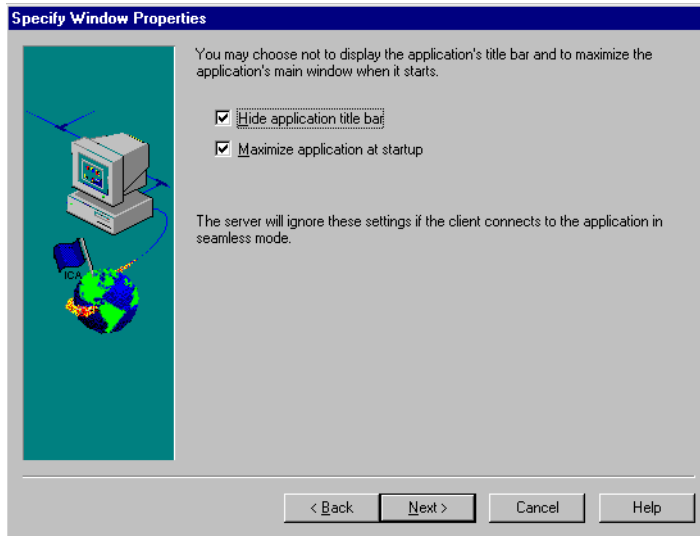 Specify Window Properties
You may choose not to display the application's title bar and to maximize the
application's main window when it starts.
Hide application title bar
Maximize application at startup
The server will ignore these settings if the client connects to the application in
seamless mode.
ICA
< Back
Next >
Cancel
Help